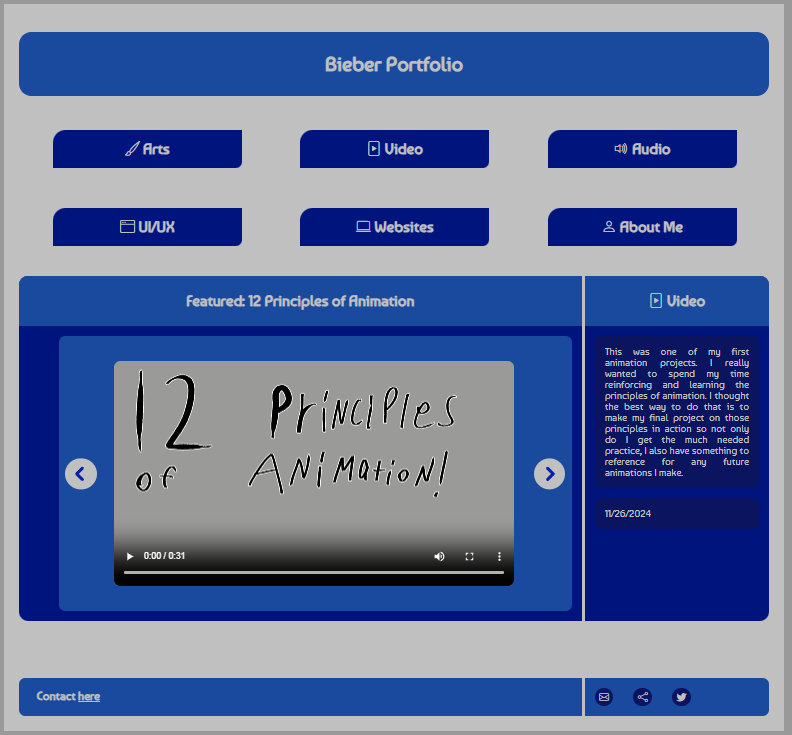 Bieber Portfolio
Arts
Video
Audio
UI/UX
Websites
About Me
Featured: 12 Principles of Animation
12 Principles
of Animation!
0:00 / 0:31
Video
This was one of my first
animation projects. I really
wanted to spend my time
reinforcing and learning the
principles of animation. I thought
the best way to do that is to
make my final project on those
principles in action so not only
do I get the much needed
practice, I also have something to
reference for any future
animations I make.
11/26/2024
Contact here